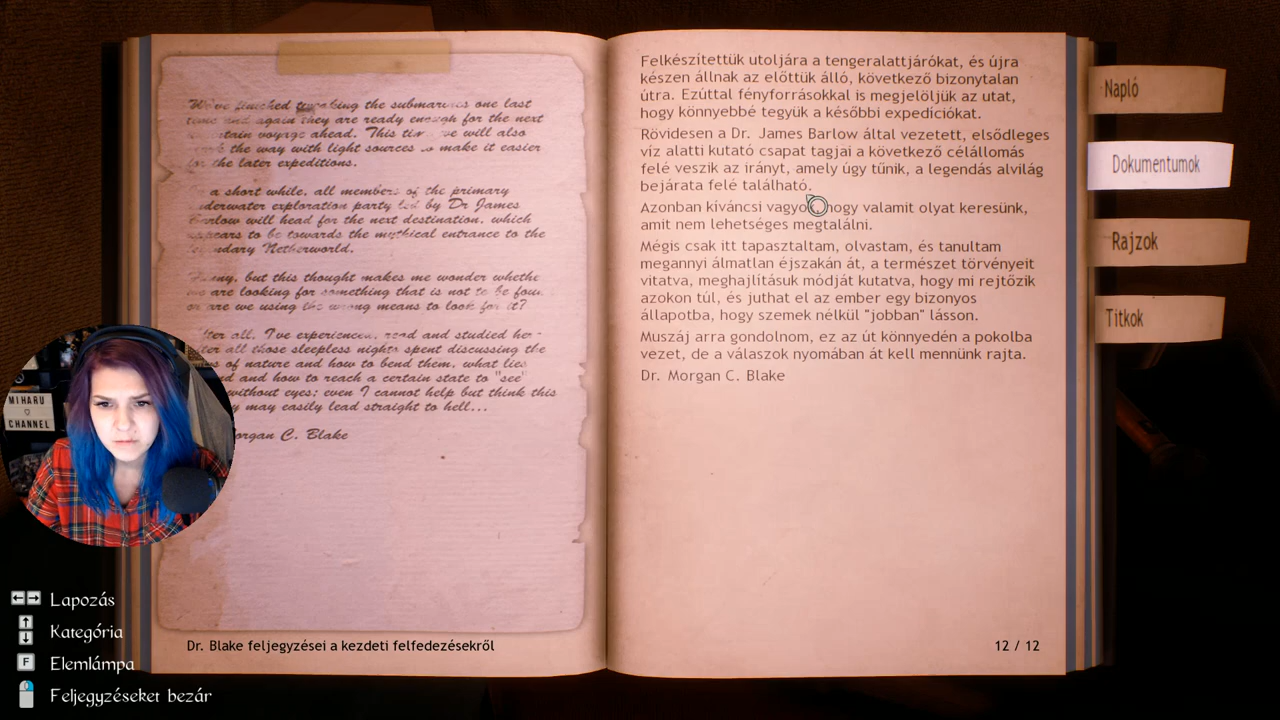 We've finished tweaking the submarines one last
time and again they are ready enough for the next
uncertain voyage ahead. This time we will also
mark the way with light sources to make it easier
for the later expeditions.
In a short while, all members of the primary
underwater exploration party led by Dr James
Barlow will head for the next destination, which
appears to be towards the mythical entrance to the
legendary Netherworld.
Funny, but this thought makes me wonder whether
we are looking for something that is not to be found
or are we using the wrong means to look for it?
After all, I've experienced, read and studied her-
after all those sleepless nights spent discussing the
of nature and how to bend them, what lies
and how to reach a certain state to "see"
without eyes; even I cannot help but think this
may easily lead straight to hell...
Morgan C. Blake
Dr. Blake feljegyzései a kezdeti felfedezésekről
Felkészítettük utoljára a tengeralattjárókat, és újra
készen állnak az előttük álló, következő bizonytalan
útra. Ezúttal fényforrásokkal is megjelöljük az utat,
hogy könnyebbé tegyük a későbbi expedíciókat.
Rövidesen a Dr. James Barlow által vezetett, elsődleges
víz alatti kutató csapat tagjai a következő célállomás
felé veszik az irányt, amely úgy tűnik, a legendás alvilág
bejárata felé található.
Azonban kíváncsi vagyok, hogy valamit olyat keresünk,
amit nem lehetséges megtalálni.
Mégis csak itt tapasztaltam, olvastam, és tanultam
megannyi álmatlan éjszakán át, a természet törvényeit
vitatva, meghajlításuk módját kutatva, hogy mi rejtőzik
azokon túl, és juthat el az ember egy bizonyos
állapotba, hogy szemek nélkül "jobban" lásson.
Muszáj arra gondolnom, ez az út könnyedén a pokolba
vezet, de a válaszok nyomában át kell mennünk rajta.
Dr. Morgan C. Blake
12 / 12
Napló
Dokumentumok
Rajzok
Titkok
MIHARU
CHANNEL
Lapozás
Kategória
F Elemlámpa
Feljegyzéseket bezár